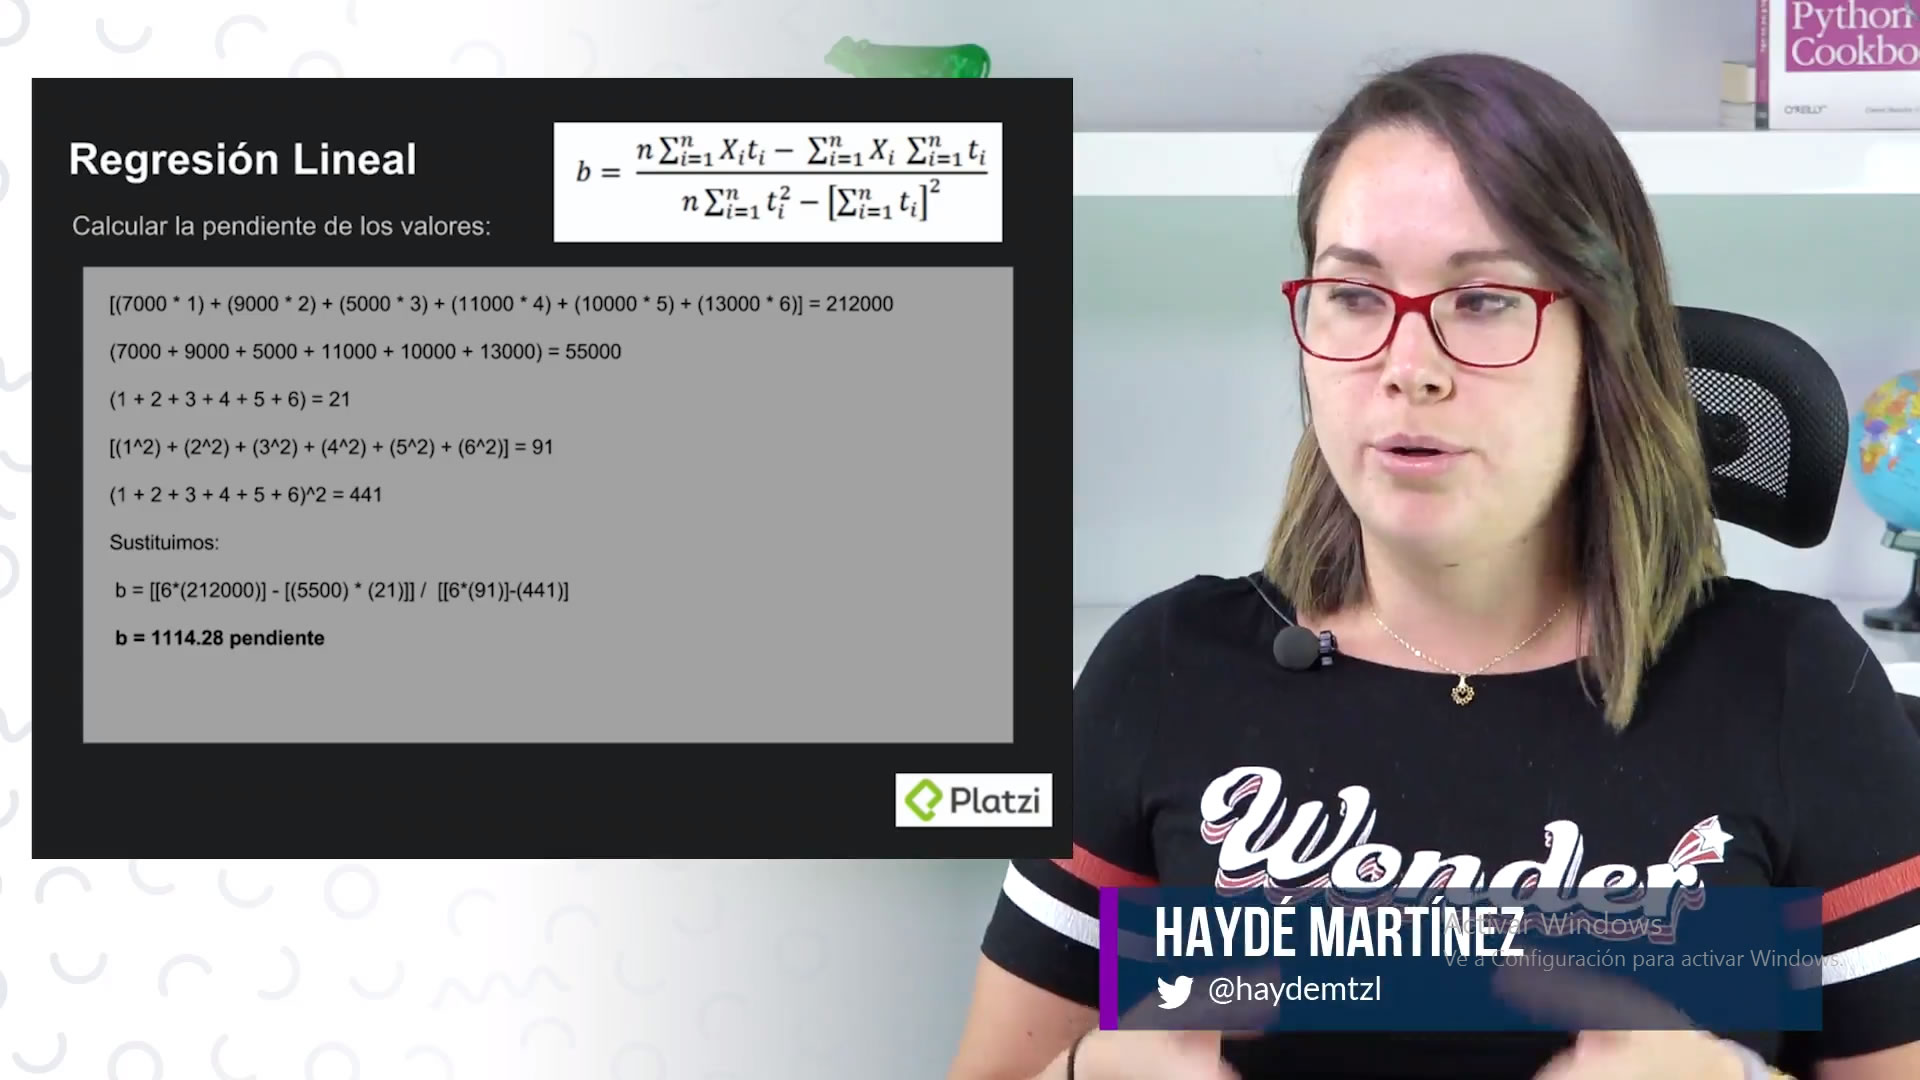 Regresión Lineal
Calcular la pendiente de los valores:
b = \frac{n\sum_{i=1}^{n} X_i t_i - \sum_{i=1}^{n} X_i \sum_{i=1}^{n} t_i}{n\sum_{i=1}^{n} t_i^2 - [\sum_{i=1}^{n} t_i]^2}
[(7000 * 1) + (9000 * 2) + (5000 * 3) + (11000 * 4) + (10000 * 5) + (13000 * 6)] = 212000
(7000 + 9000 + 5000 + 11000 + 10000 + 13000) = 55000
(1 + 2 + 3 + 4 + 5 + 6) = 21
[(1^2) + (2^2) + (3^2) + (4^2) + (5^2) + (6^2)] = 91
(1 + 2 + 3 + 4 + 5 + 6)^2 = 441
Sustituimos:
b = [[6*(212000)] - [(5500) * (21)]] / [[6*(91)]-(441)]
b = 1114.28 pendiente
Platzi
Python
Cookbo
O'REILLY
Wonder
HAYDÉ MARTÍNEZ
@haydemtzl
Activar Windows
Ve a Configuración para activar Windows.